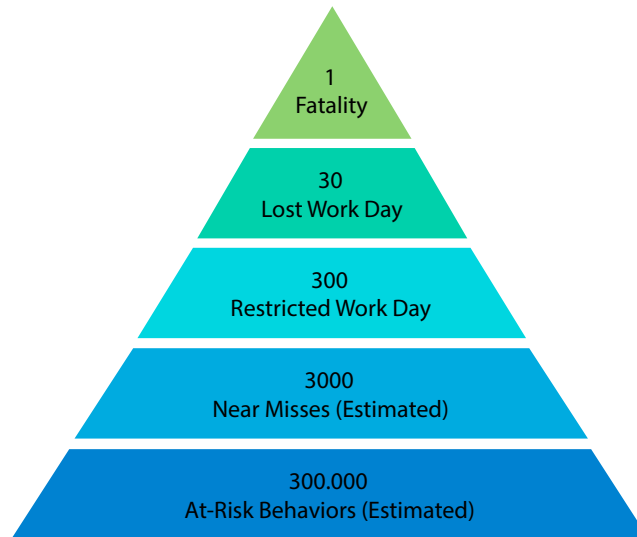 1
Fatality
30
Lost Work Day
300
Restricted Work Day
3000
Near Misses (Estimated)
300.000
At-Risk Behaviors (Estimated)